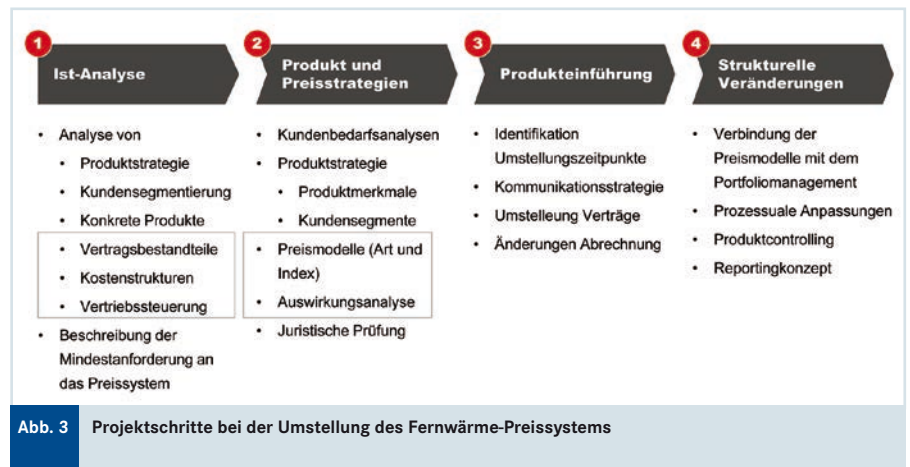 1
Ist-Analyse
• Analyse von
• Produktstrategie
• Kundensegmentierung
• Konkrete Produkte
• Vertragsbestandteile
• Kostenstrukturen
• Vertriebssteuerung
• Beschreibung der
Mindestanforderung an
das Preissystem
2
Produkt und
Preisstrategien
• Kundenbedarfsanalysen
• Produktstrategie
• Produktmerkmale
• Kundensegmente
• Preismodelle (Art und
Index)
• Auswirkungsanalyse
• Juristische Prüfung
3
Produkteinführung
• Identifikation
Umstellungszeitpunkte
• Kommunikationsstrategie
• Umstelleung Verträge
• Änderungen Abrechnung
4
Strukturelle
Veränderungen
• Verbindung der
Preismodelle mit dem
Portfoliomanagement
• Prozessuale Anpassungen
• Produktcontrolling
• Reportingkonzept
Abb. 3 Projektschritte bei der Umstellung des Fernwärme-Preissystems